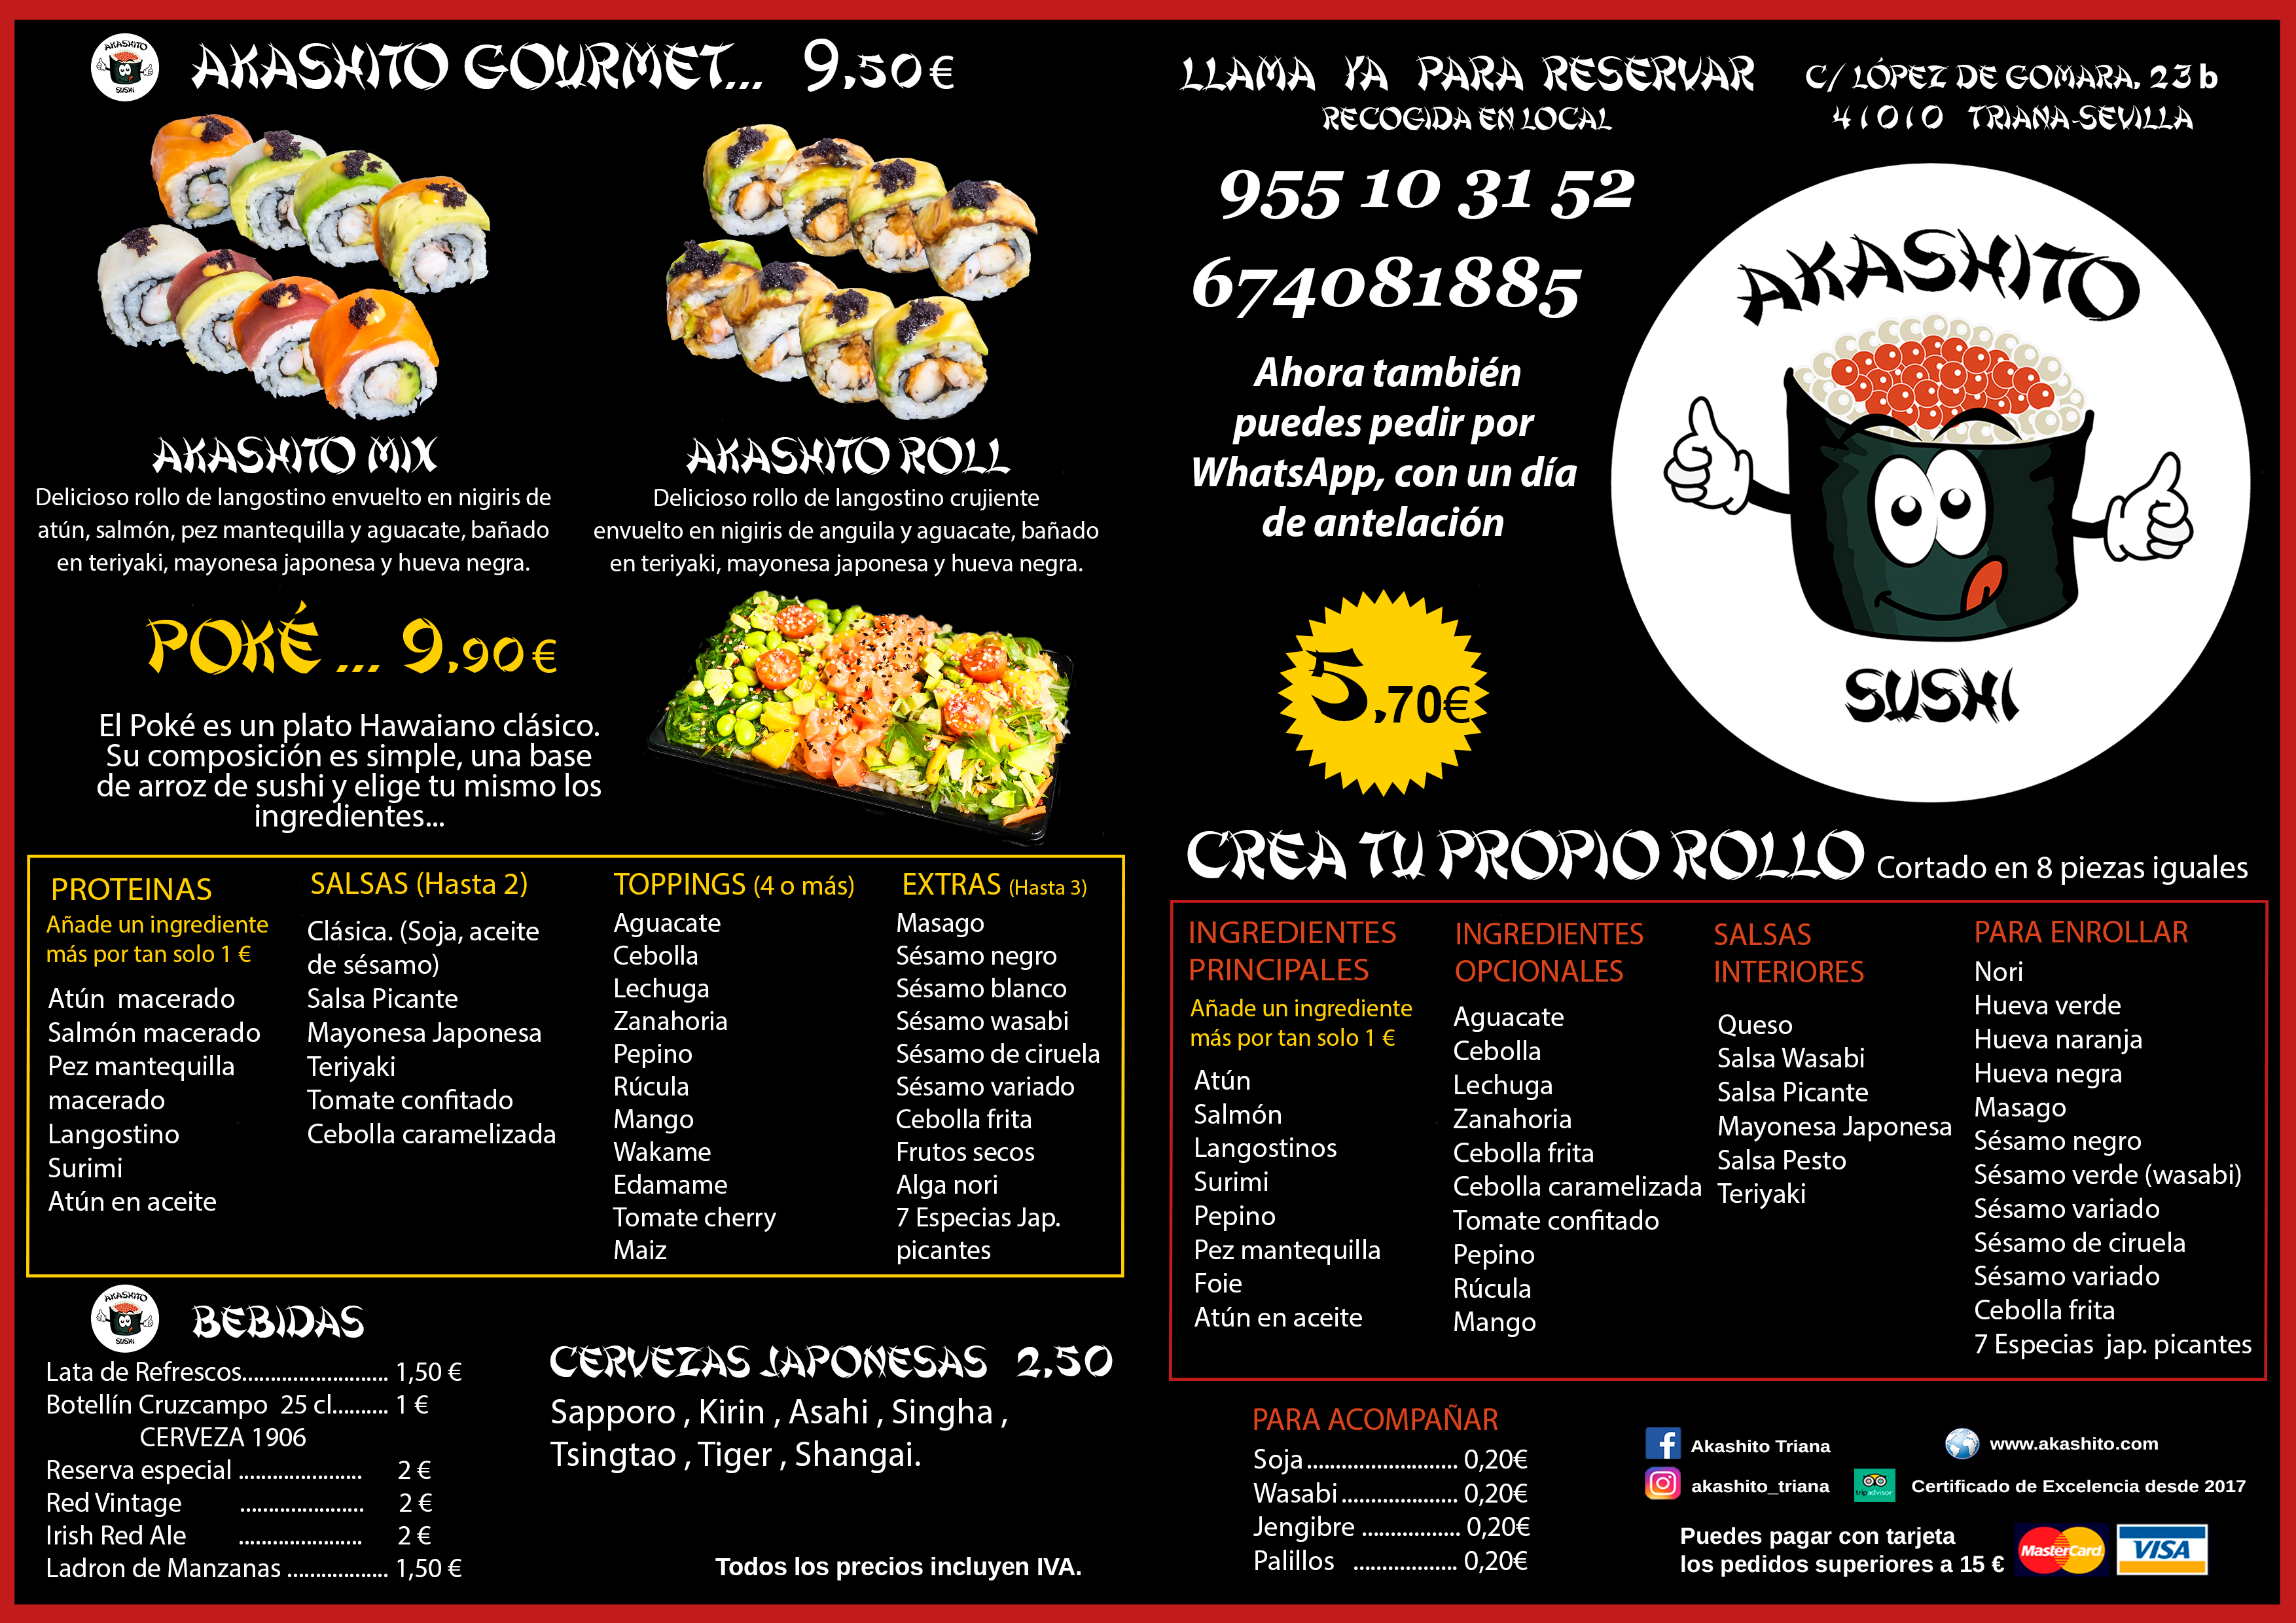 AKASHITO
SUSHI
AKASHITO GOURMET... 9,50€
AKASHITO MIX
Delicioso rollo de langostino envuelto en nigiris de
atún, salmón, pez mantequilla y aguacate, bañado
en teriyaki, mayonesa japonesa y hueva negra.
AKASHITO ROLL
Delicioso rollo de langostino crujiente
envuelto en nigiris de anguila y aguacate, bañado
en teriyaki, mayonesa japonesa y hueva negra.
POKÉ ... 9,90€
El Poké es un plato Hawaiano clásico.
Su composición es simple, una base
de arroz de sushi y elige tu mismo los
ingredientes...
PROTEINAS
Añade un ingrediente
más por tan solo 1 €
Atún macerado
Salmón macerado
Pez mantequilla
macerado
Langostino
Surimi
Atún en aceite
SALSAS (Hasta 2)
Clásica. (Soja, aceite
de sésamo)
Salsa Picante
Mayonesa Japonesa
Teriyaki
Tomate confitado
Cebolla caramelizada
TOPPINGS (4 o más)
Aguacate
Cebolla
Lechuga
Zanahoria
Pepino
Rúcula
Mango
Wakame
Edamame
Tomate cherry
Maiz
EXTRAS (Hasta 3)
Masago
Sésamo negro
Sésamo blanco
Sésamo wasabi
Sésamo de ciruela
Sésamo variado
Cebolla frita
Frutos secos
Alga nori
7 Especias Jap.
picantes
AKASHITO
SUSHI
BEBIDAS
Lata de Refrescos.......................... 1,50 €
Botellín Cruzcampo 25 cl.......... 1 €
CERVEZA 1906
Reserva especial ...................... 2 €
Red Vintage ...................... 2 €
Irish Red Ale ...................... 2 €
Ladron de Manzanas .................. 1,50 €
CERVEZAS JAPONESAS 2,50
Sapporo , Kirin , Asahi , Singha ,
Tsingtao , Tiger , Shangai.
Todos los precios incluyen IVA.
LLAMA YA PARA RESERVAR
RECOGIDA EN LOCAL
C/ LÓPEZ DE GOMARA, 23 b
41010 TRIANA-SEVILLA
955 10 31 52
674081885
Ahora también
puedes pedir por
WhatsApp, con un día
de antelación
5,70€
AKASHITO
SUSHI
CREA TU PROPIO ROLLO Cortado en 8 piezas iguales
INGREDIENTES
PRINCIPALES
Añade un ingrediente
más por tan solo 1 €
Atún
Salmón
Langostinos
Surimi
Pepino
Pez mantequilla
Foie
Atún en aceite
INGREDIENTES
OPCIONALES
Aguacate
Cebolla
Lechuga
Zanahoria
Cebolla frita
Cebolla caramelizada
Tomate confitado
Pepino
Rúcula
Mango
SALSAS
INTERIORES
Queso
Salsa Wasabi
Salsa Picante
Mayonesa Japonesa
Salsa Pesto
Teriyaki
PARA ENROLLAR
Nori
Hueva verde
Hueva naranja
Hueva negra
Masago
Sésamo negro
Sésamo verde (wasabi)
Sésamo variado
Sésamo de ciruela
Sésamo variado
Cebolla frita
7 Especias jap. picantes
PARA ACOMPAÑAR
Soja........................... 0,20€
Wasabi..................... 0,20€
Jengibre ................. 0,20€
Palillos .................. 0,20€
Akashito Triana
www.akashito.com
akashito_triana
tripadvisor
Certificado de Excelencia desde 2017
Puedes pagar con tarjeta
los pedidos superiores a 15 €
MasterCard
VISA